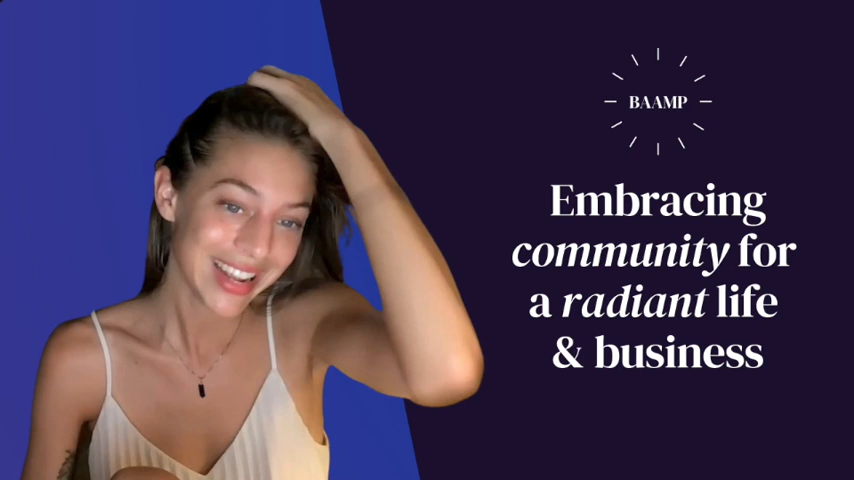 BAAMP
Embracing
community for
a radiant life
& business